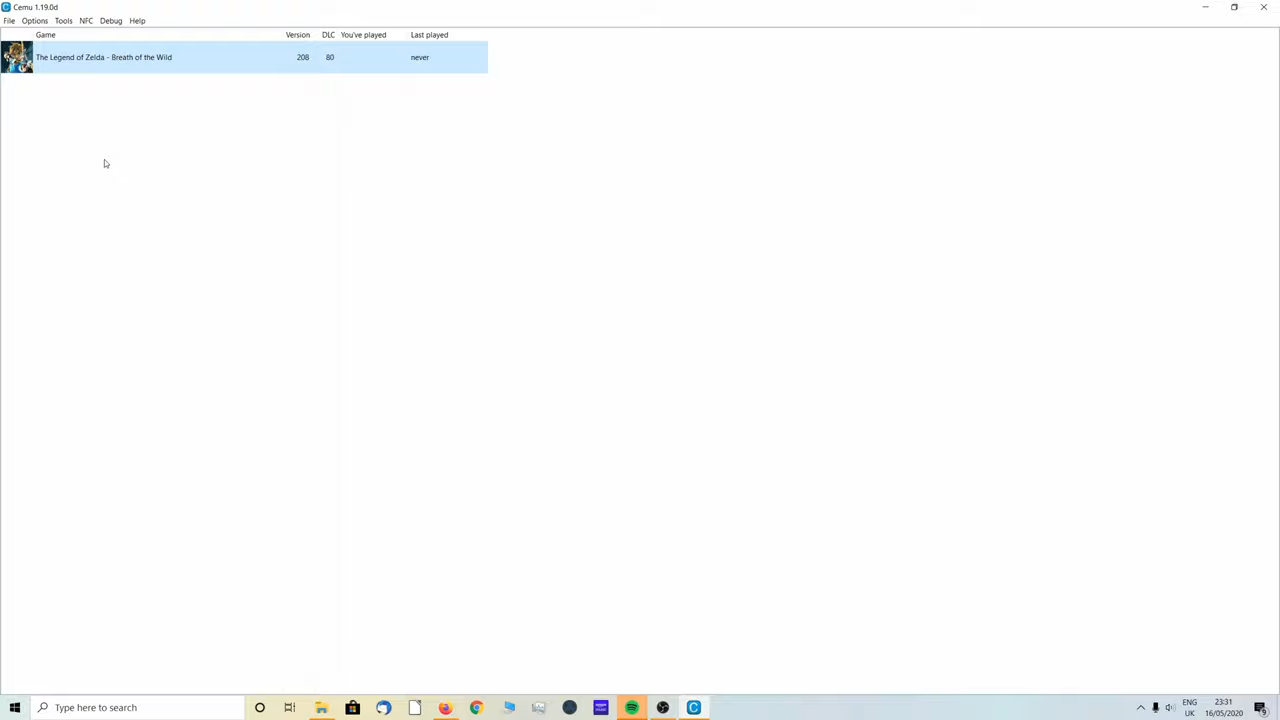 Cemu 1.19.0d
File Options Tools NFC Debug Help
Game Version DLC You've played Last played
The Legend of Zelda - Breath of the Wild 208 80 never
Type here to search
ENG
UK
23:31
16/05/2020